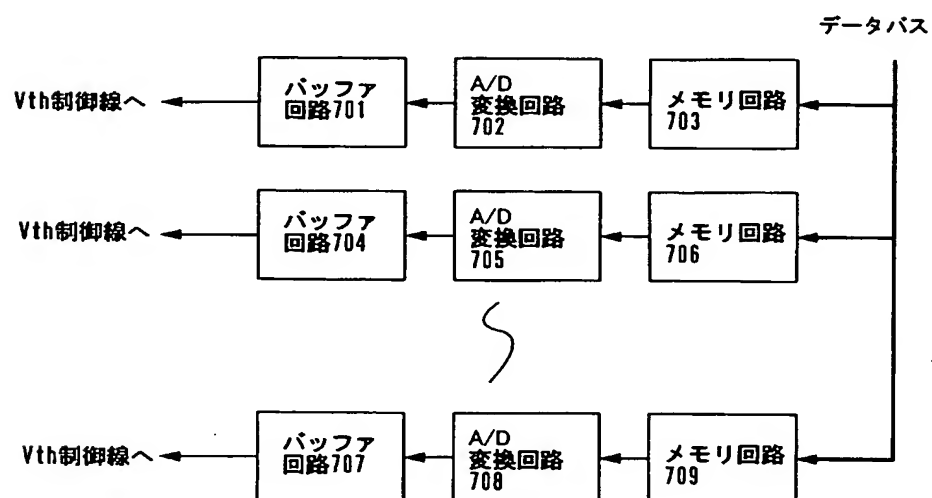 データバス
Vth制御線へ
バッファ
回路701
A/D
変換回路
702
メモリ回路
703
Vth制御線へ
バッファ
回路704
A/D
変換回路
705
メモリ回路
706
Vth制御線へ
バッファ
回路707
A/D
変換回路
708
メモリ回路
709